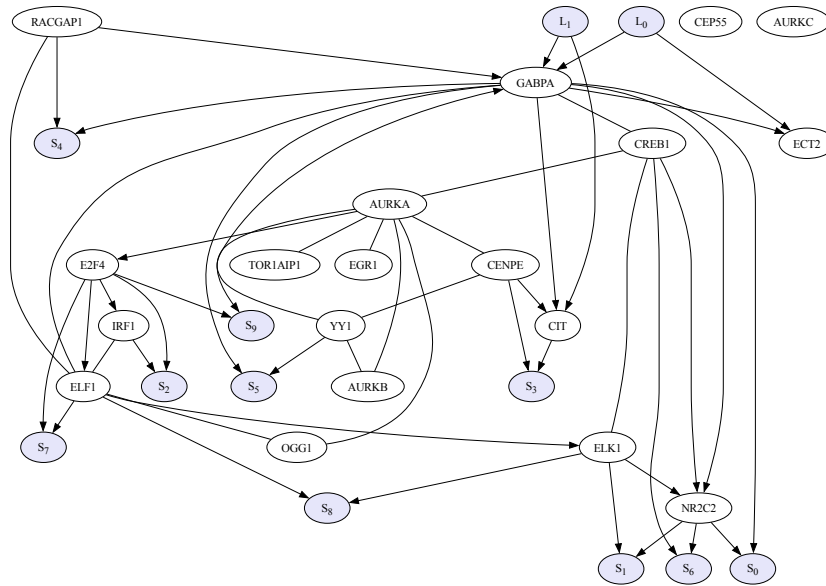 RACGAP1
L1
L0
CEP55
AURKC
GABPA
S4
CREB1
ECT2
AURKA
E2F4
TOR1AIP1
EGR1
CENPE
IRF1
S9
YY1
CIT
ELF1
S2
S5
AURKB
S3
S7
OGG1
ELK1
S8
NR2C2
S1
S6
S0